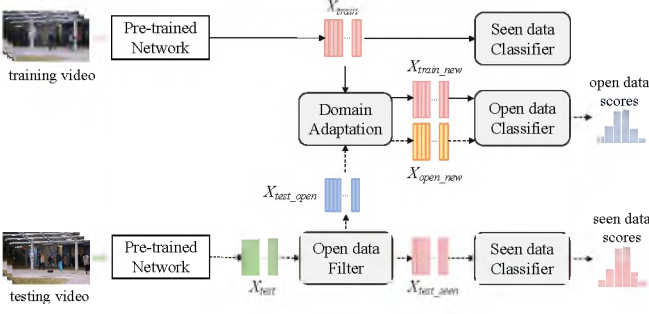 X_train
Pre-trained
Network
training video
Seen data
Classifier
X_train_new
open data
scores
Domain
Adaptation
Open data
Classifier
X_open_new
X_test_open
Pre-trained
Network
testing video
X_test
Open data
Filter
X_test_seen
Seen data
Classifier
seen data
scores